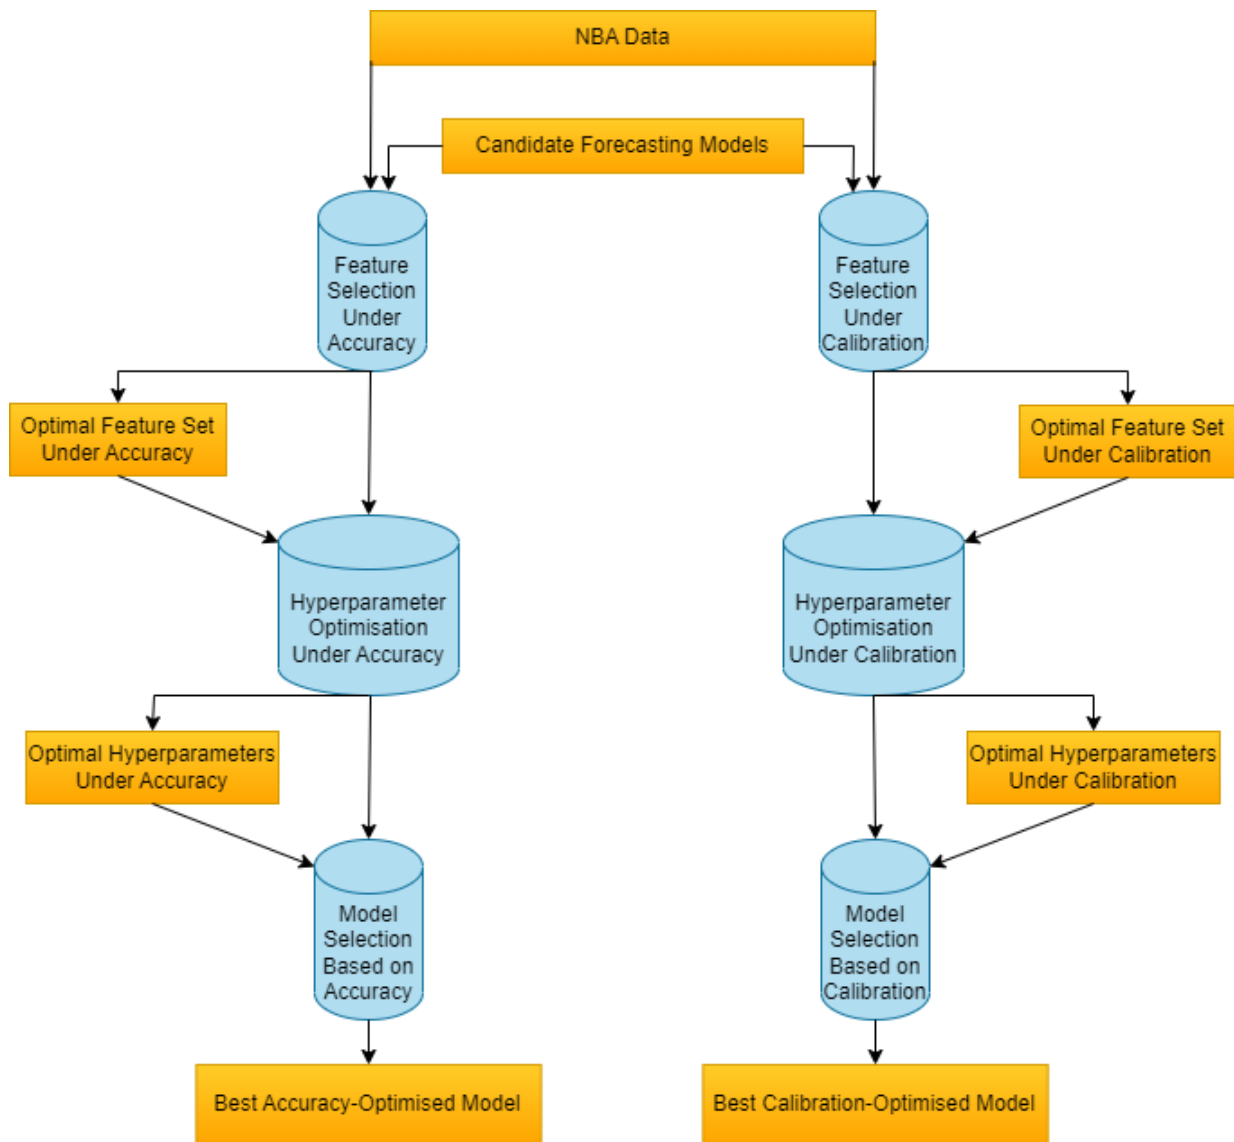 NBA Data
Candidate Forecasting Models
Feature
Selection
Under
Accuracy
Feature
Selection
Under
Calibration
Optimal Feature Set
Under Accuracy
Optimal Feature Set
Under Calibration
Hyperparameter
Optimisation
Under Accuracy
Hyperparameter
Optimisation
Under Calibration
Optimal Hyperparameters
Under Accuracy
Optimal Hyperparameters
Under Calibration
Model
Selection
Based on
Accuracy
Model
Selection
Based on
Calibration
Best Accuracy-Optimised Model
Best Calibration-Optimised Model